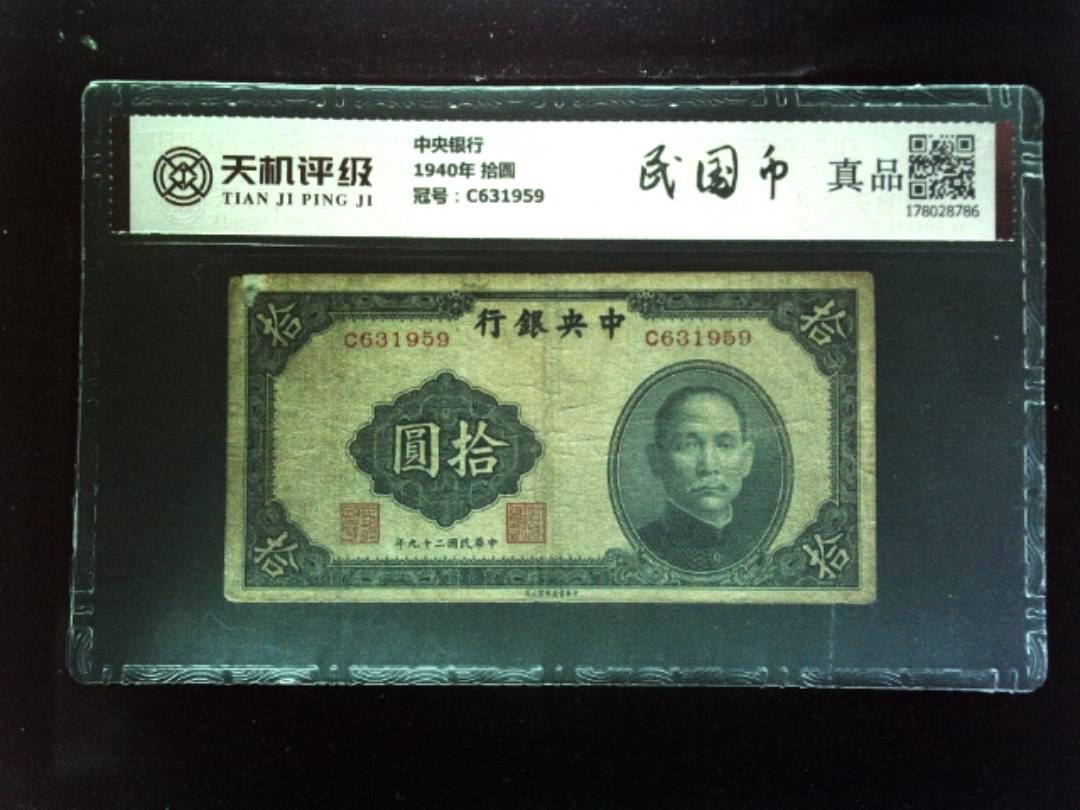 天机评级
TIAN JI PING JI
中央银行
1940年 拾圆
冠号：C631959
民国币
真品
178028786
行銀央中
C631959
C631959
拾
拾
圓拾
年九十二國民華中
拾
拾